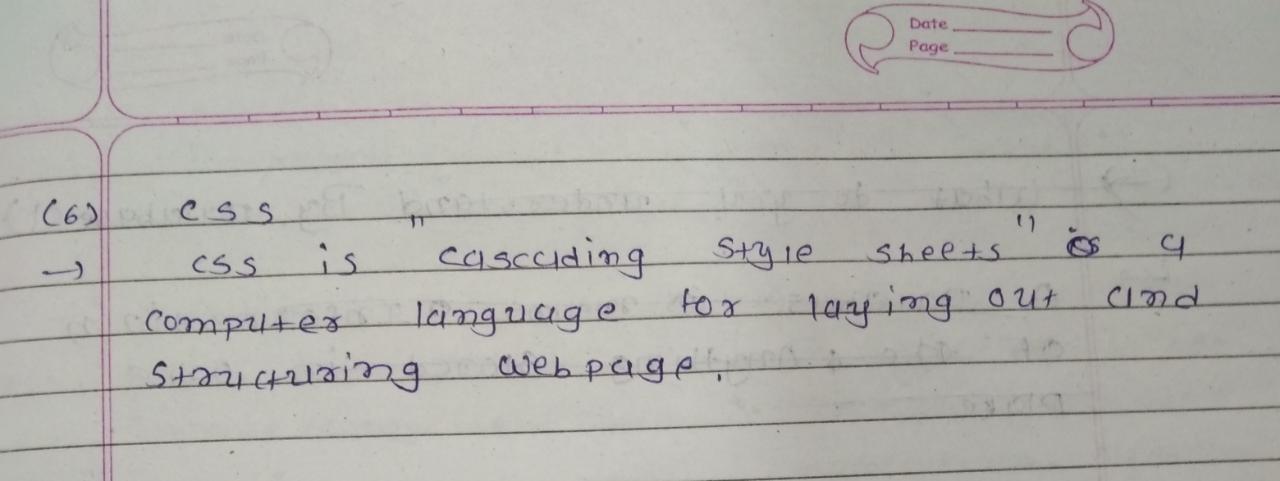 Date
Page
(6) CSS
→ CSS is "cascading style sheets" is a
computer language for laying out and
structuring webpage.